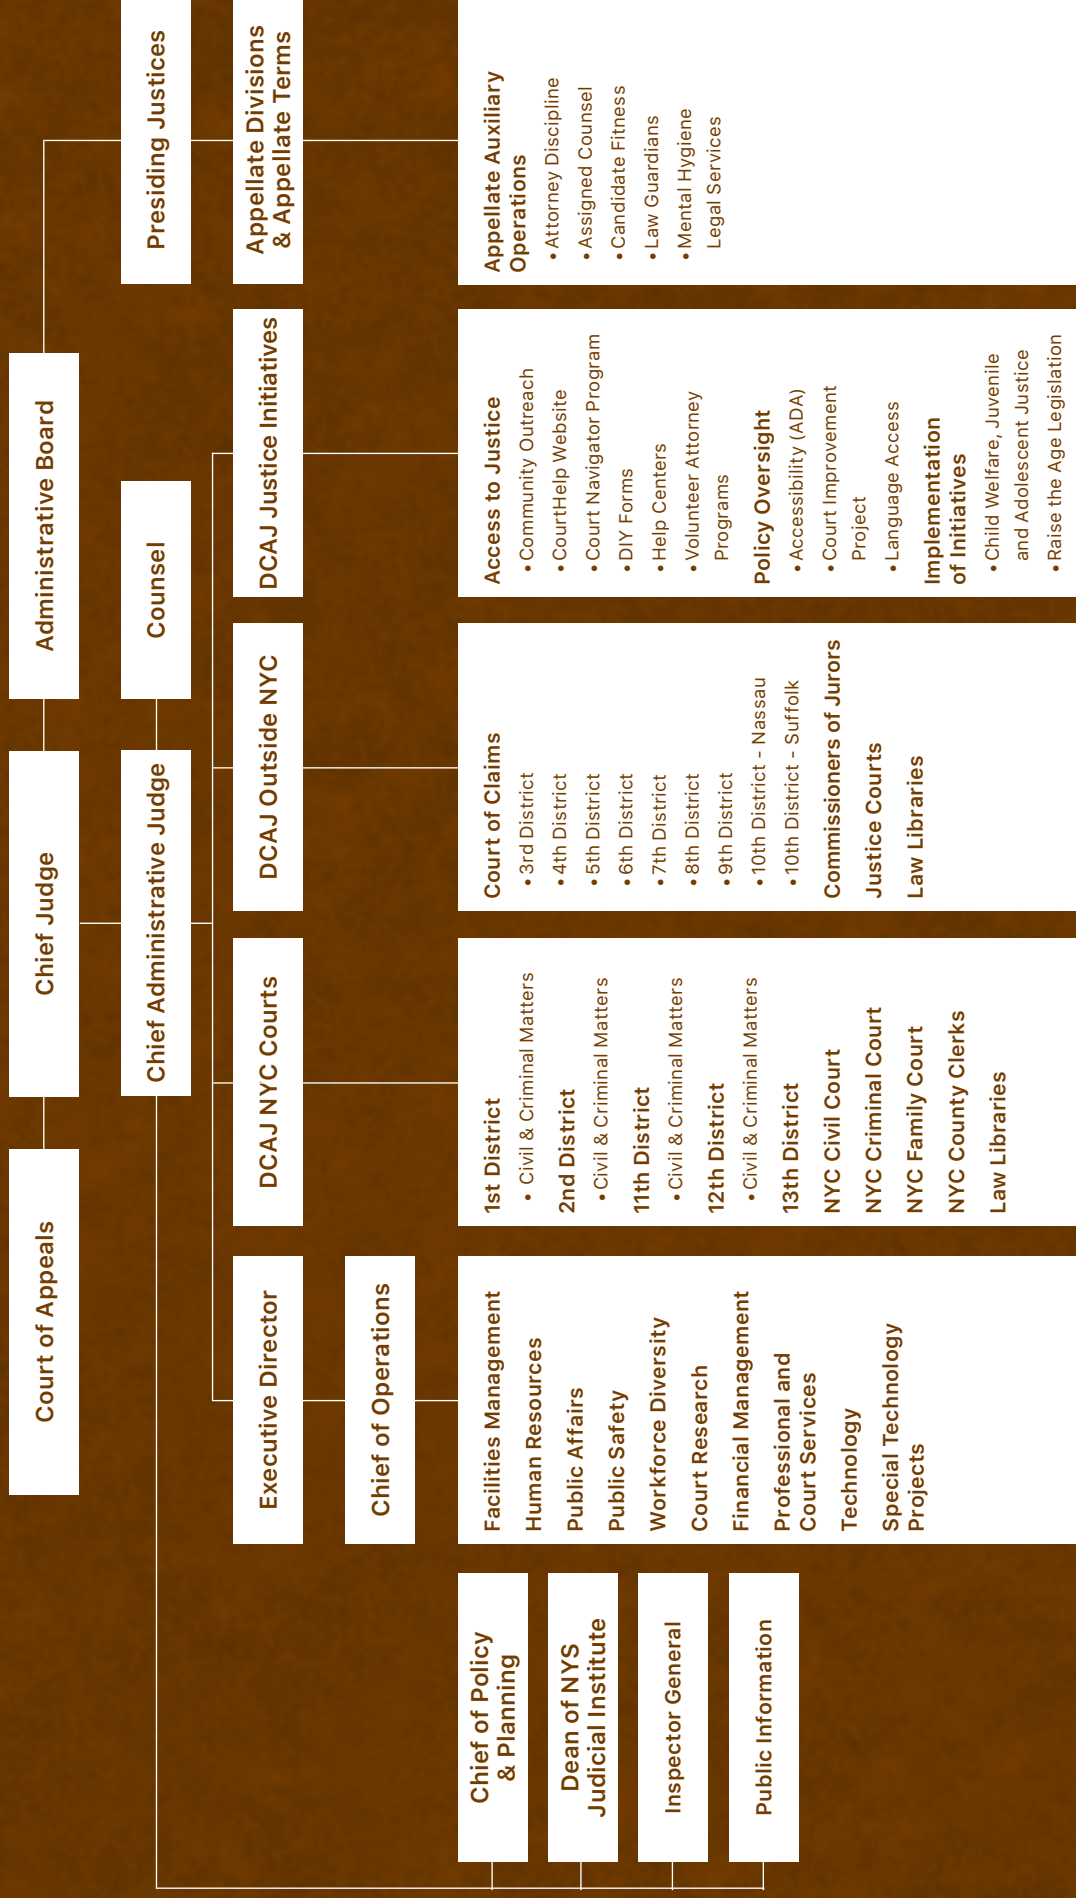 Court of Appeals
Chief Judge
Administrative Board
Chief Administrative Judge
Counsel
Presiding Justices
Executive Director
DCAJ NYC Courts
DCAJ Outside NYC
DCAJ Justice Initiatives
Appellate Divisions
& Appellate Terms
Chief of Operations
Chief of Policy
& Planning
Dean of NYS
Judicial Institute
Inspector General
Public Information
Facilities Management
Human Resources
Public Affairs
Public Safety
Workforce Diversity
Court Research
Financial Management
Professional and
Court Services
Technology
Special Technology
Projects
1st District
• Civil & Criminal Matters
2nd District
• Civil & Criminal Matters
11th District
• Civil & Criminal Matters
12th District
• Civil & Criminal Matters
13th District
NYC Civil Court
NYC Criminal Court
NYC Family Court
NYC County Clerks
Law Libraries
Court of Claims
• 3rd District
• 4th District
• 5th District
• 6th District
• 7th District
• 8th District
• 9th District
• 10th District - Nassau
• 10th District - Suffolk
Commissioners of Jurors
Justice Courts
Law Libraries
Access to Justice
• Community Outreach
• CourtHelp Website
• Court Navigator Program
• DIY Forms
• Help Centers
• Volunteer Attorney
Programs
Policy Oversight
• Accessibility (ADA)
• Court Improvement
Project
• Language Access
Implementation
of Initiatives
• Child Welfare, Juvenile
and Adolescent Justice
• Raise the Age Legislation
Appellate Auxiliary
Operations
• Attorney Discipline
• Assigned Counsel
• Candidate Fitness
• Law Guardians
• Mental Hygiene
Legal Services